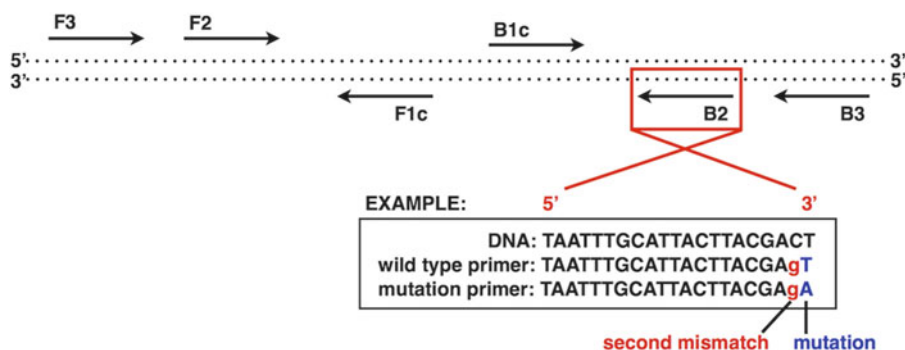 F3 F2 B1c
5’ 3’
3’ 5’
F1c B2 B3
5’ 3’
EXAMPLE:
DNA: TAATTTGCATTACTTACGACT
wild type primer: TAATTTGCATTACTTACGAgT
mutation primer: TAATTTGCATTACTTACGAgA
second mismatch mutation